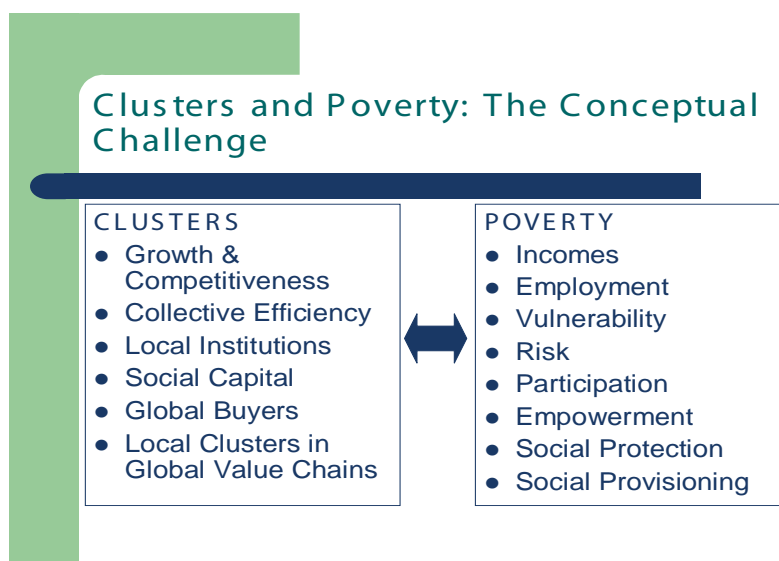 Clusters and Poverty: The Conceptual
Challenge
CLUSTERS
● Growth &
Competitiveness
● Collective Efficiency
● Local Institutions
● Social Capital
● Global Buyers
● Local Clusters in
Global Value Chains
POVERTY
● Incomes
● Employment
● Vulnerability
● Risk
● Participation
● Empowerment
● Social Protection
● Social Provisioning